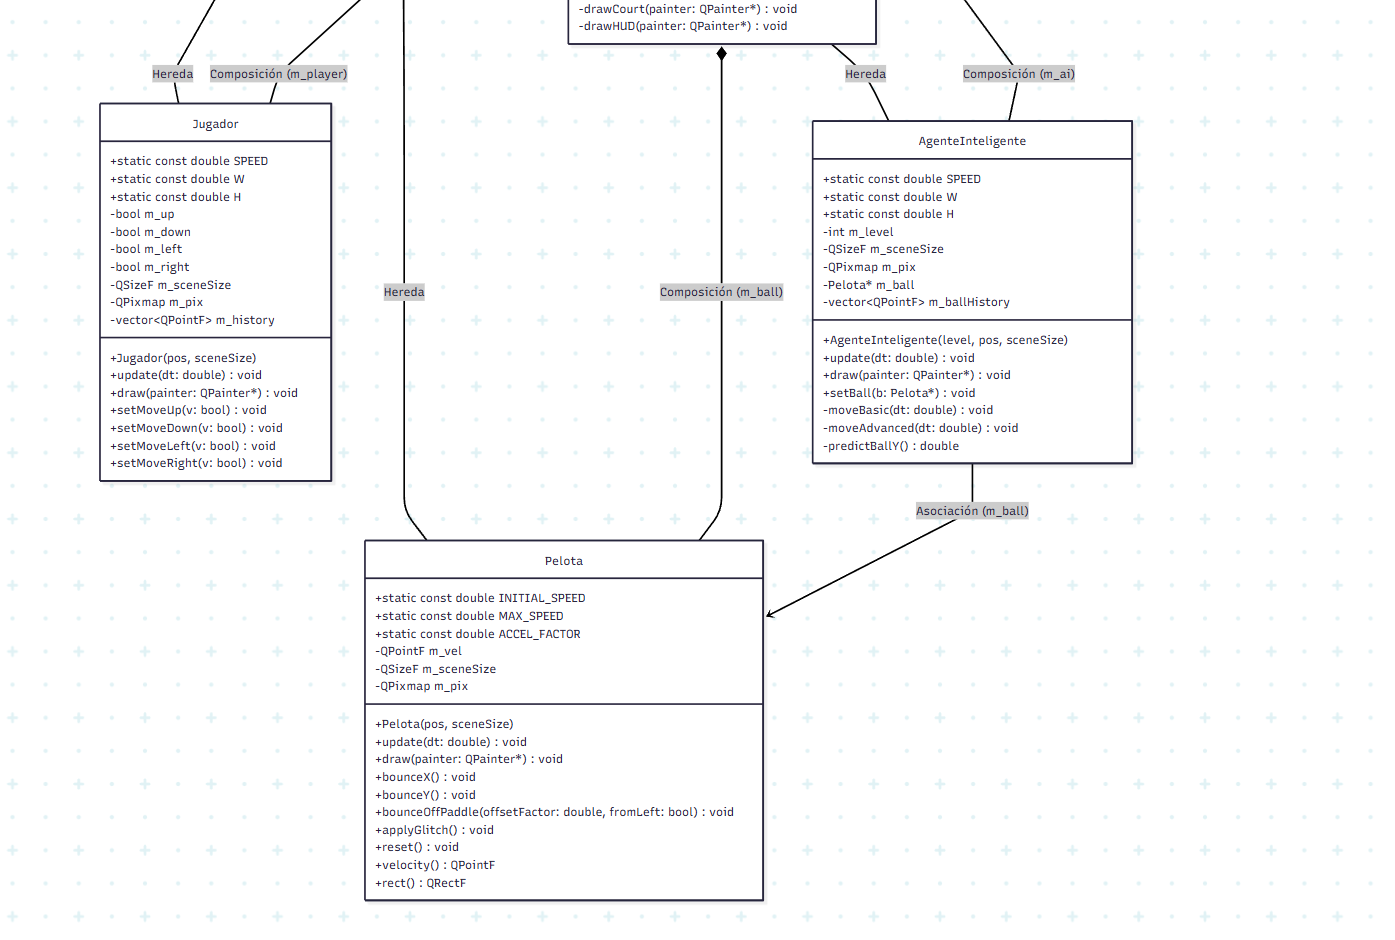 -drawCourt(painter: QPainter*) : void
-drawHUD(painter: QPainter*) : void
Hereda
Composición (m_player)
Hereda
Composición (m_ai)
Jugador
+static const double SPEED
+static const double W
+static const double H
-bool m_up
-bool m_down
-bool m_left
-bool m_right
-QSizeF m_sceneSize
-QPixmap m_pix
-vector<QPointF> m_history
+Jugador(pos, sceneSize)
+update(dt: double) : void
+draw(painter: QPainter*) : void
+setMoveUp(v: bool) : void
+setMoveDown(v: bool) : void
+setMoveLeft(v: bool) : void
+setMoveRight(v: bool) : void
Hereda
Composición (m_ball)
AgenteInteligente
+static const double SPEED
+static const double W
+static const double H
-int m_level
-QSizeF m_sceneSize
-QPixmap m_pix
-Pelota* m_ball
-vector<QPointF> m_ballHistory
+AgenteInteligente(level, pos, sceneSize)
+update(dt: double) : void
+draw(painter: QPainter*) : void
+setBall(b: Pelota*) : void
-moveBasic(dt: double) : void
-moveAdvanced(dt: double) : void
-predictBallY() : double
Asociación (m_ball)
Pelota
+static const double INITIAL_SPEED
+static const double MAX_SPEED
+static const double ACCEL_FACTOR
-QPointF m_vel
-QSizeF m_sceneSize
-QPixmap m_pix
+Pelota(pos, sceneSize)
+update(dt: double) : void
+draw(painter: QPainter*) : void
+bounceX() : void
+bounceY() : void
+bounceOffPaddle(offsetFactor: double, fromLeft: bool) : void
+applyGlitch() : void
+reset() : void
+velocity() : QPointF
+rect() : QRectF